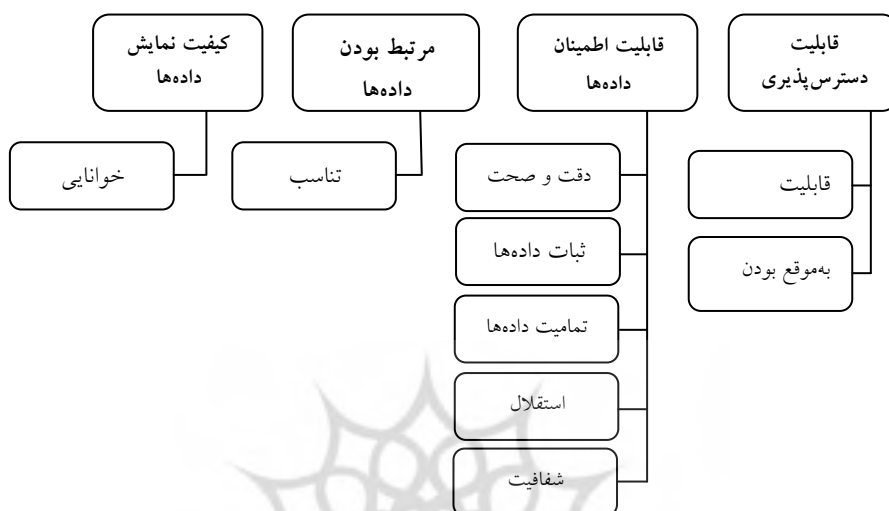 قابلیت
دسترس‌پذیری
قابلیت
به‌موقع بودن
قابلیت اطمینان
داده‌ها
دقت و صحت
ثبات داده‌ها
تمامیت داده‌ها
استقلال
شفافیت
مرتبط بودن
داده‌ها
تناسب
کیفیت نمایش
داده‌ها
خوانایی